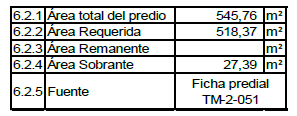 6.2.1 Área total del predio 545,76 m²
6.2.2 Área Requerida 518,37 m²
6.2.3 Área Remanente m²
6.2.4 Área Sobrante 27,39 m²
6.2.5 Fuente Ficha predial
TM-2-051